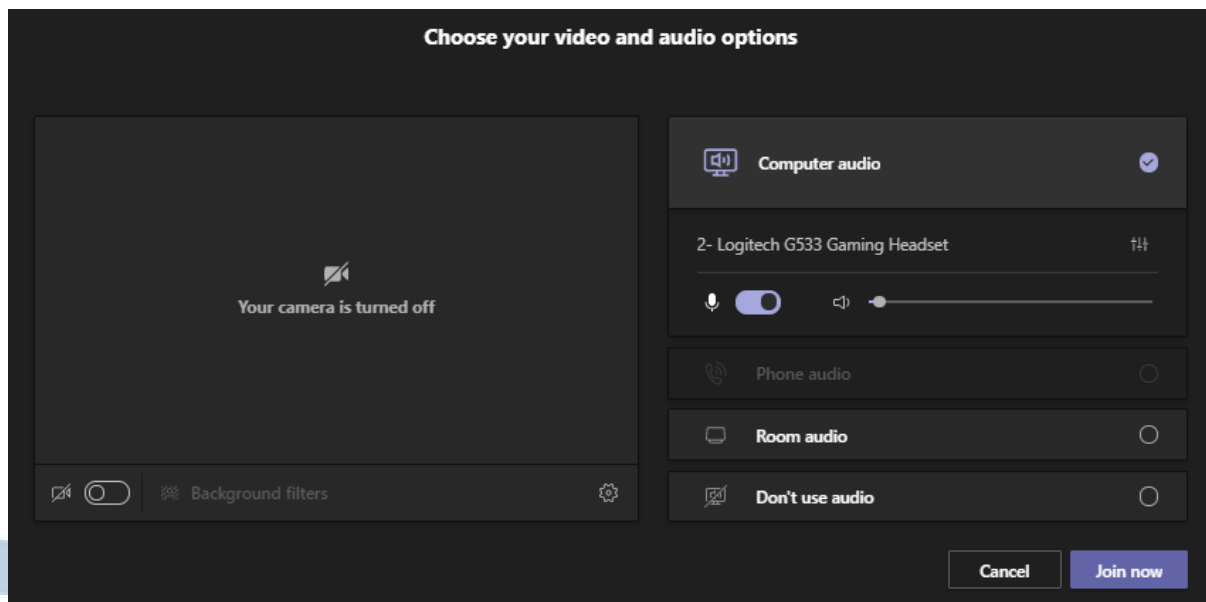 Choose your video and audio options
Your camera is turned off
Background filters
Computer audio
2- Logitech G533 Gaming Headset
Phone audio
Room audio
Don't use audio
Cancel
Join now